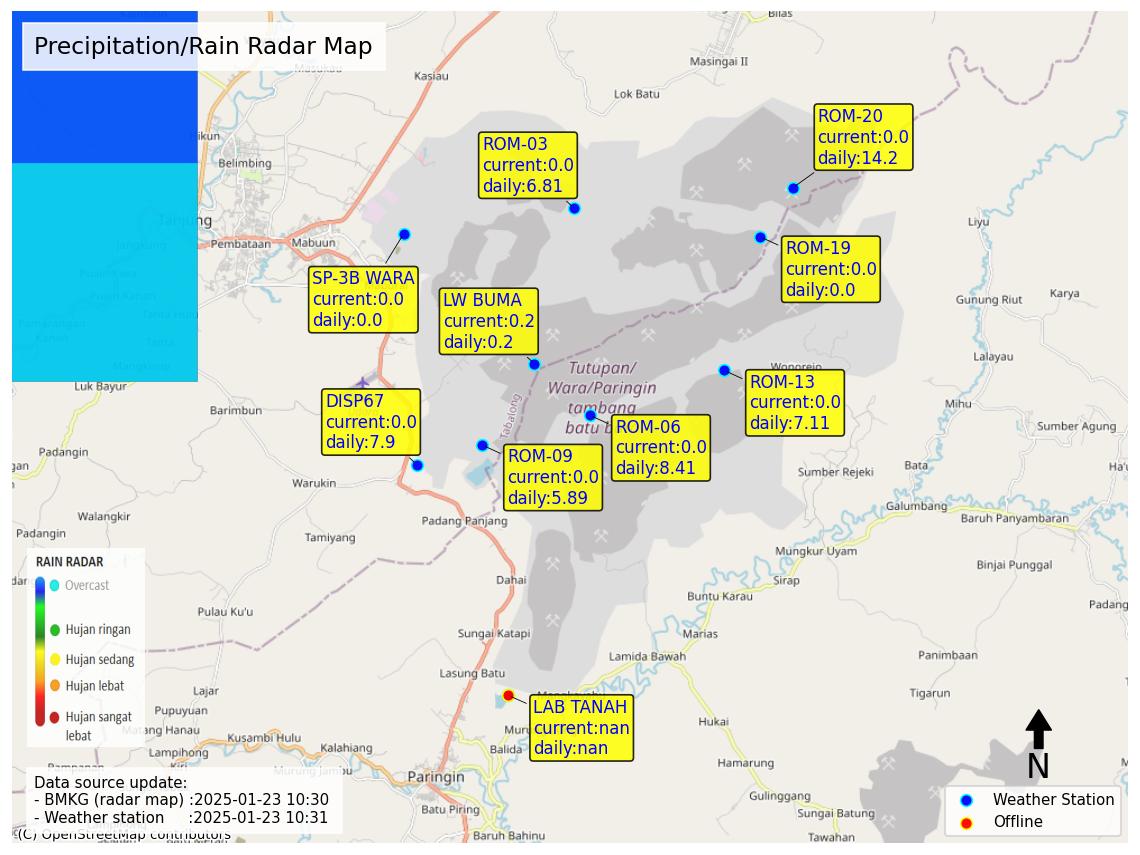 Precipitation/Rain Radar Map
Bilas
Masingai II
Kasiau
Lok Batu
Hikun
Belimbing
Tanjung
Pembataan
Mabuun
Liyu
Gunung Riut
Karya
Lalayau
Mihu
Sumber Agung
Wonorejo
ROM-20
current:0.0
daily:14.2
ROM-03
current:0.0
daily:6.81
ROM-19
current:0.0
daily:0.0
SP-3B WARA
current:0.0
daily:0.0
LW BUMA
current:0.2
daily:0.2
Tutupan/
Wara/Paringin
tambang
Tabalong
ROM-13
current:0.0
daily:7.11
DISP67
current:0.0
daily:7.9
ROM-06
current:0.0
daily:8.41
ROM-09
current:0.0
daily:5.89
Luk Bayur
Barimbun
Warukin
Walangkir
Padangin
Tamiyang
Padang Panjang
Sumber Rejeki
Bata
Galumbang
Baruh Panyambaran
Mungkur Uyam
Binjai Punggal
Sirap
Buntu Karau
Dahai
Pulau Ku'u
Sungai Katapi
Marias
Lamida Bawah
Panimbaan
Lasung Batu
Tigarun
Lajar
Pupuyuan
Matang Hanau
Kusambi Hulu
Lampihong
Kalahiang
Murung Jambu
Hukai
Hamarung
Balida
Paringin
Batu Piring
Baruh Bahinu
Gulinggang
Sungai Batung
Tawahan
LAB TANAH
current:nan
daily:nan
RAIN RADAR
Overcast
Hujan ringan
Hujan sedang
Hujan lebat
Hujan sangat
lebat
Data source update:
- BMKG (radar map) :2025-01-23 10:30
- Weather station :2025-01-23 10:31
(C) OpenStreetMap contributors
N
Weather Station
Offline